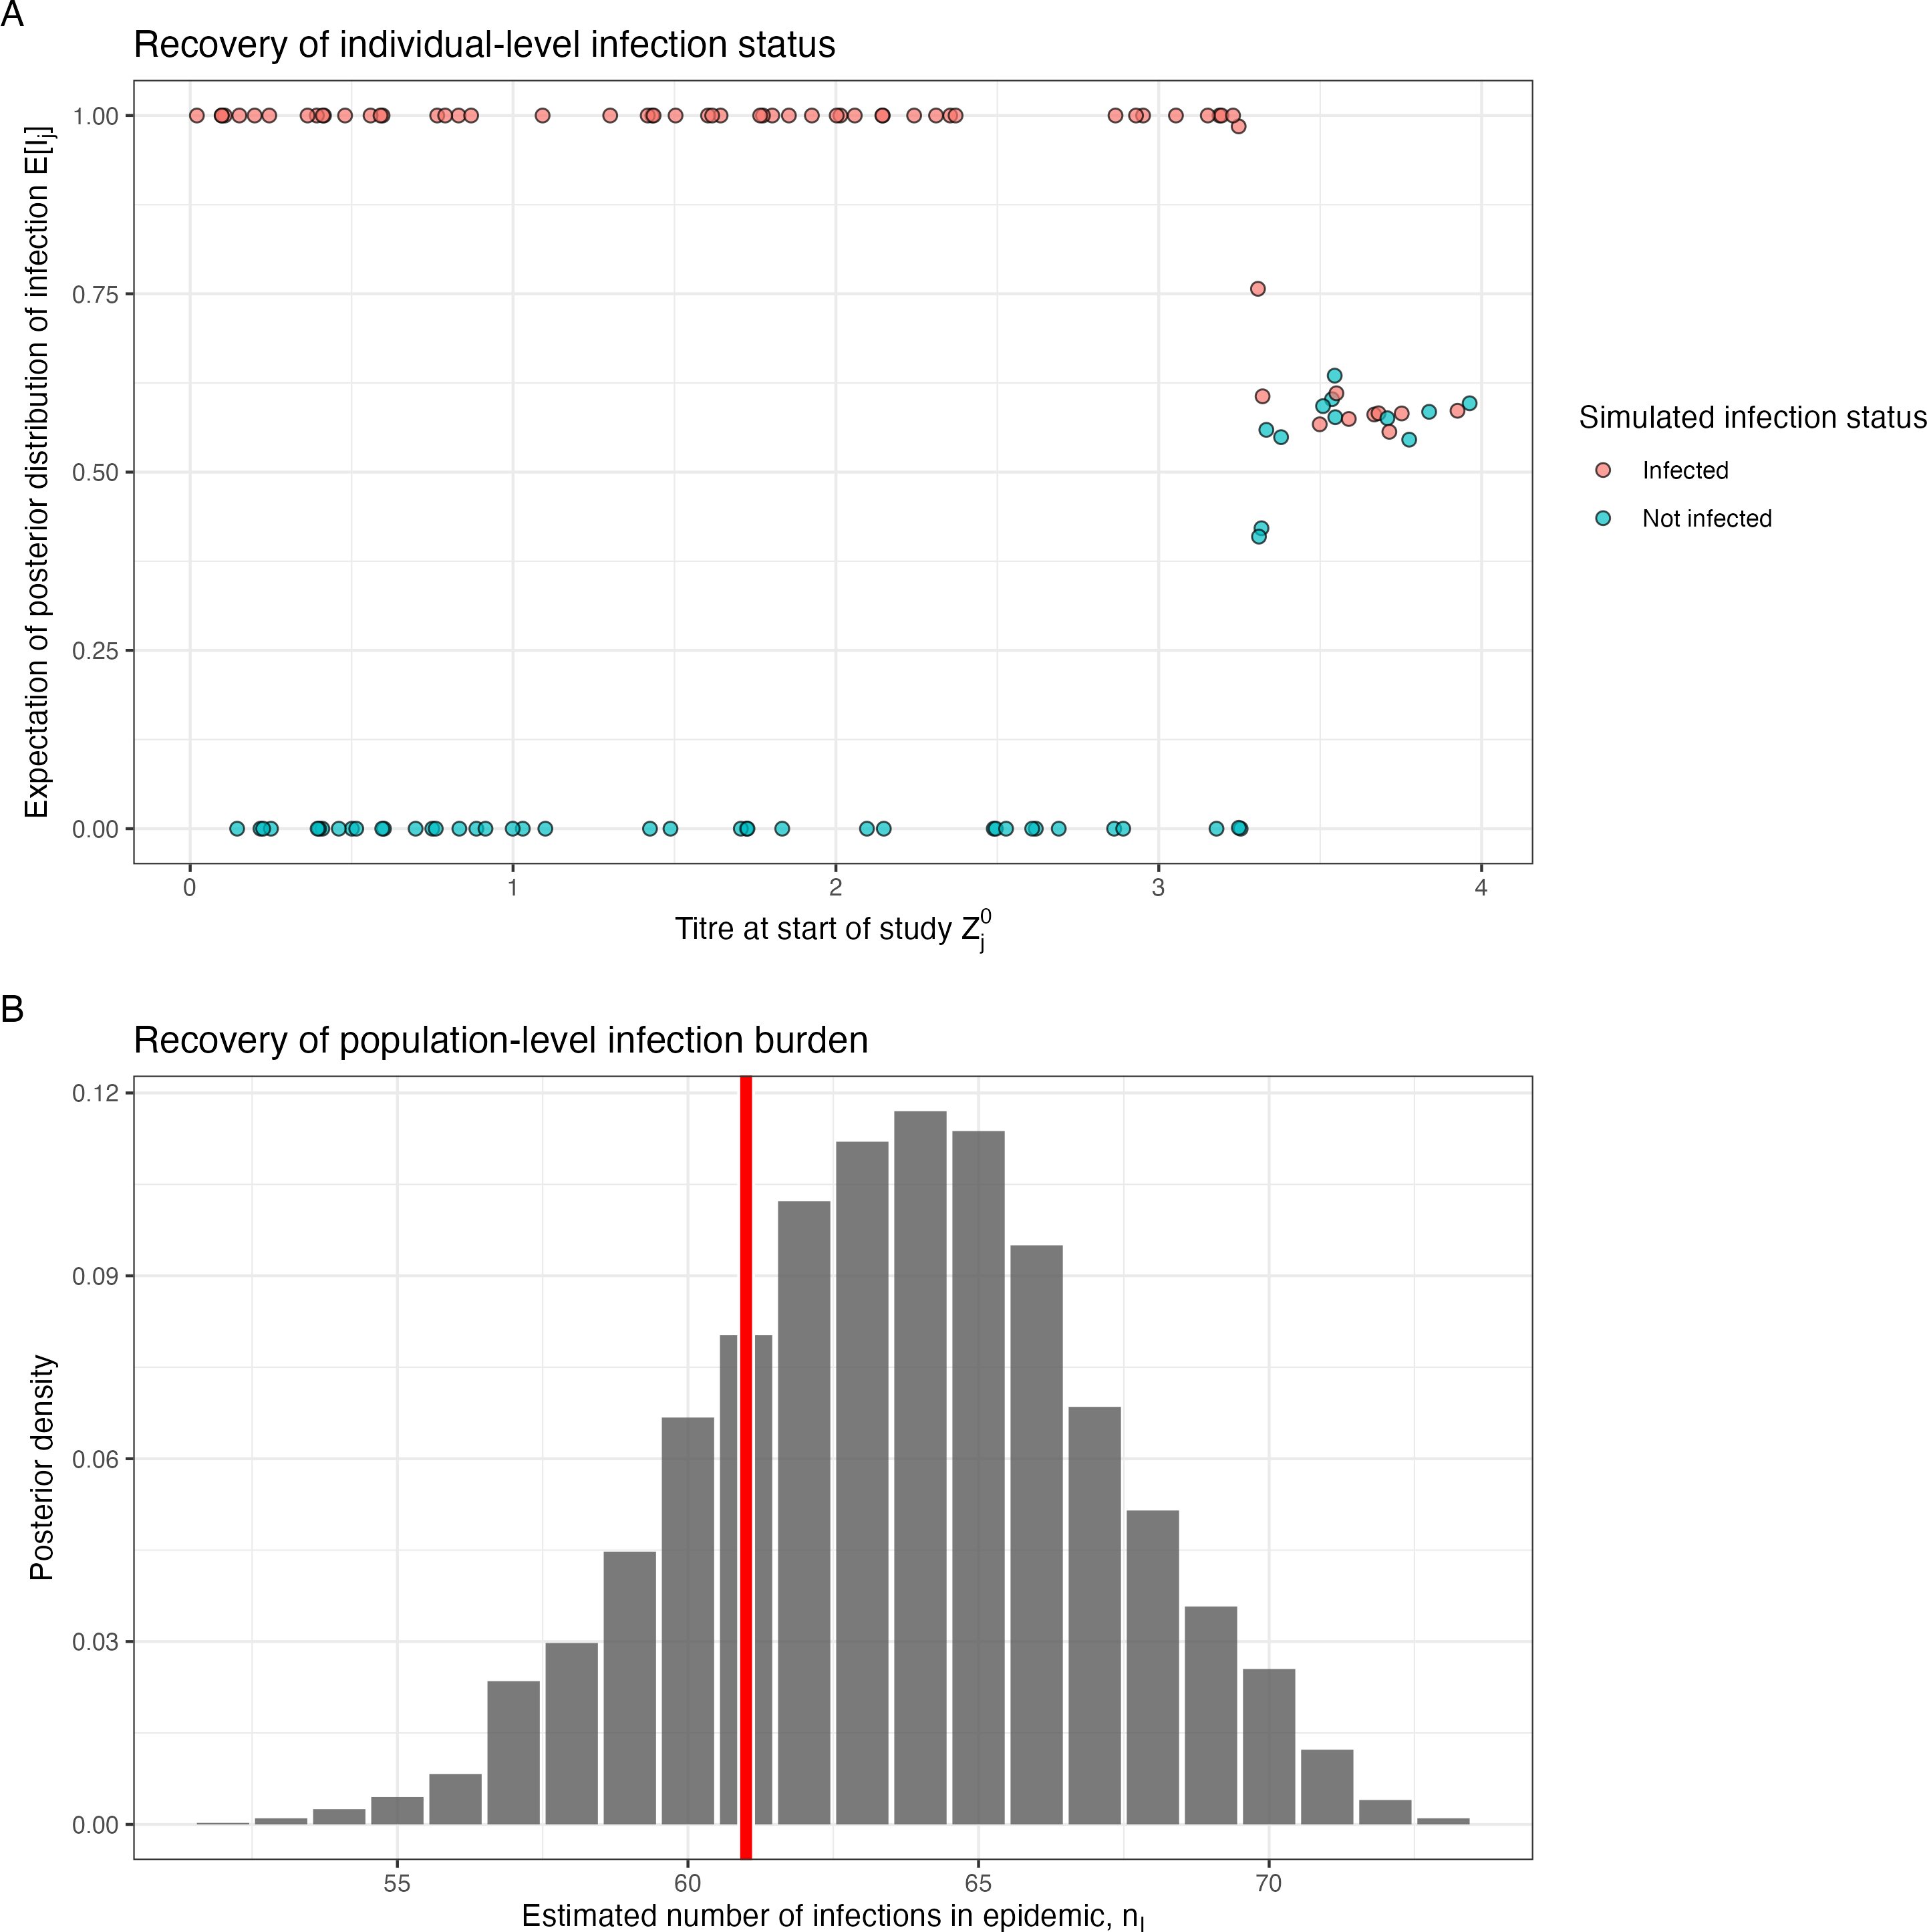 A
Recovery of individual-level infection status
Expectation of posterior distribution of infection E[Ij]
1.00
0.75
0.50
0.25
0.00
0 1 2 3 4
Titre at start of study Zj0
Simulated infection status
Infected
Not infected
B
Recovery of population-level infection burden
Posterior density
0.12
0.09
0.06
0.03
0.00
55 60 65 70
Estimated number of infections in epidemic, nI